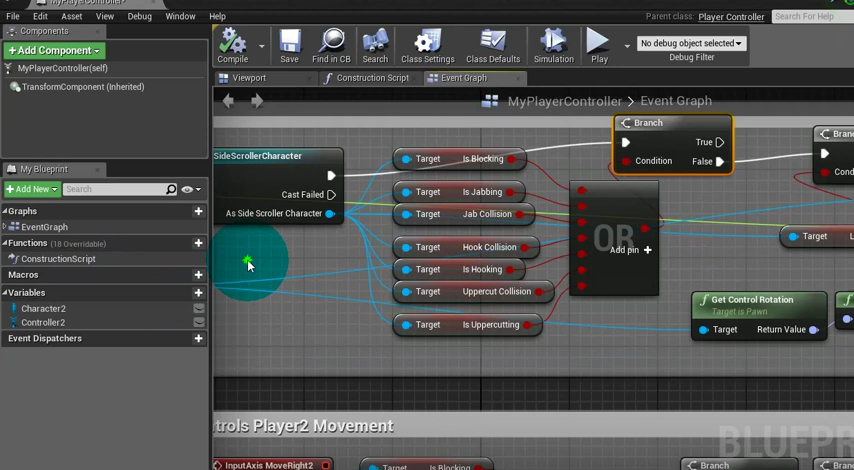 MyPlayerController*
File Edit Asset View Debug Window Help
Parent class: Player Controller
Search For Help
Components
+ Add Component
MyPlayerController(self)
TransformComponent (Inherited)
Compile Save Find in CB Search Class Settings Class Defaults Simulation Play
No debug object selected
Debug Filter
Viewport Construction Script Event Graph
MyPlayerController > Event Graph
My Blueprint
+ Add New Search
Graphs
EventGraph
Functions (18 Overridable)
ConstructionScript
Macros
Variables
Character2
Controller2
Event Dispatchers
SideScrollerCharacter
Cast Failed
As Side Scroller Character
Target Is Blocking
Target Is Jabbing
Target Jab Collision
Target Hook Collision
Target Is Hooking
Target Uppercut Collision
Target Is Uppercutting
OR
Add pin +
Branch
True
Condition False
Target
Get Control Rotation
Target is Pawn
Target Return Value
trols Player2 Movement
InputAxis MoveRight2
Target Is Blocking
Branch
BLUEPR